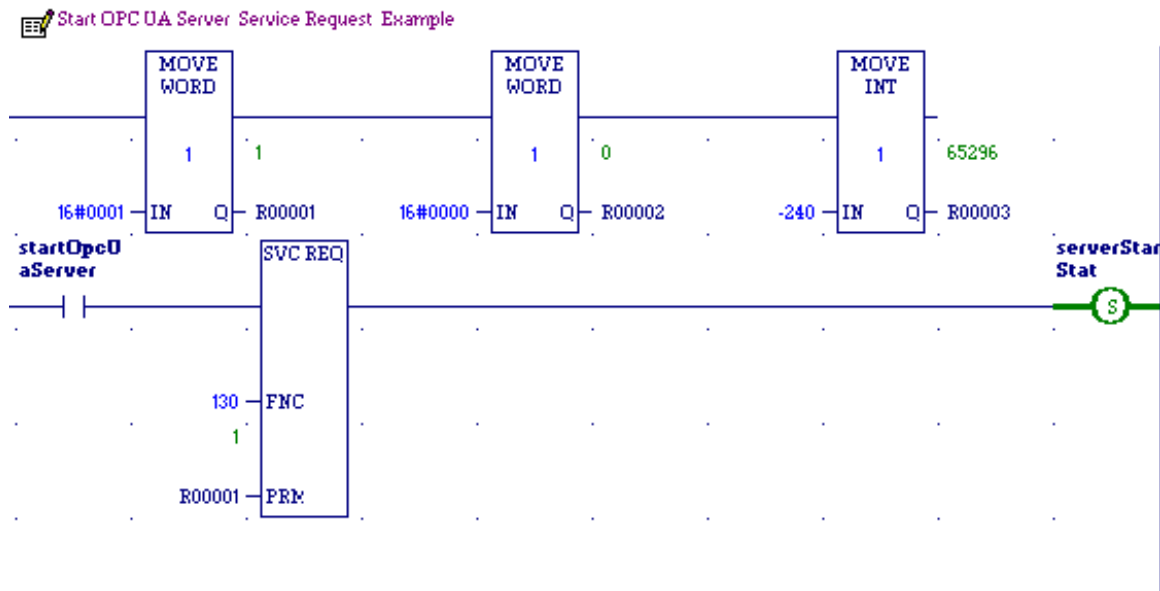 Start OPC UA Server Service Request Example
MOVE WORD
MOVE WORD
MOVE INT
1
1
1
0
1
65296
16#0001 IN Q R00001
16#0000 IN Q R00002
-240 IN Q R00003
startOpcU
aServer
SVC REQ
serverStar
Stat
S
130 FNC
1
R00001 PRM